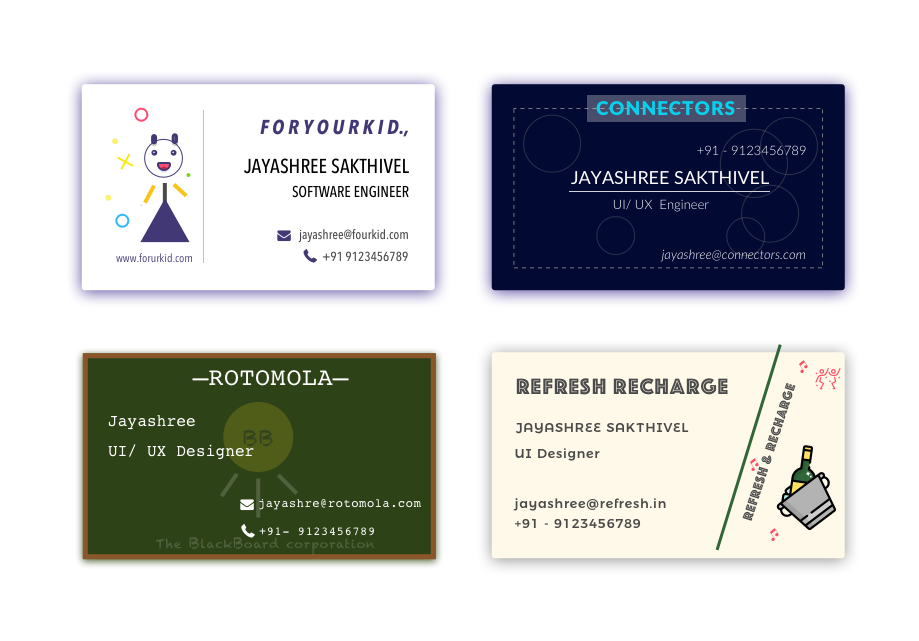 FORYOURKID.,
JAYASHREE SAKTHIVEL
SOFTWARE ENGINEER
jayashree@fourkid.com
+91 9123456789
www.forurkid.com
CONNECTORS
+91 - 9123456789
JAYASHREE SAKTHIVEL
UI/ UX Engineer
jayashree@connectors.com
—ROTOMOLA—
Jayashree
BB
UI/ UX Designer
jayashre@rotomola.com
+91- 9123456789
The BlackBoard corporation
REFRESH RECHARGE
JAYASHREE SAKTHIVEL
UI Designer
jayashree@refresh.in
+91 - 9123456789
REFRESH & RECHARGE